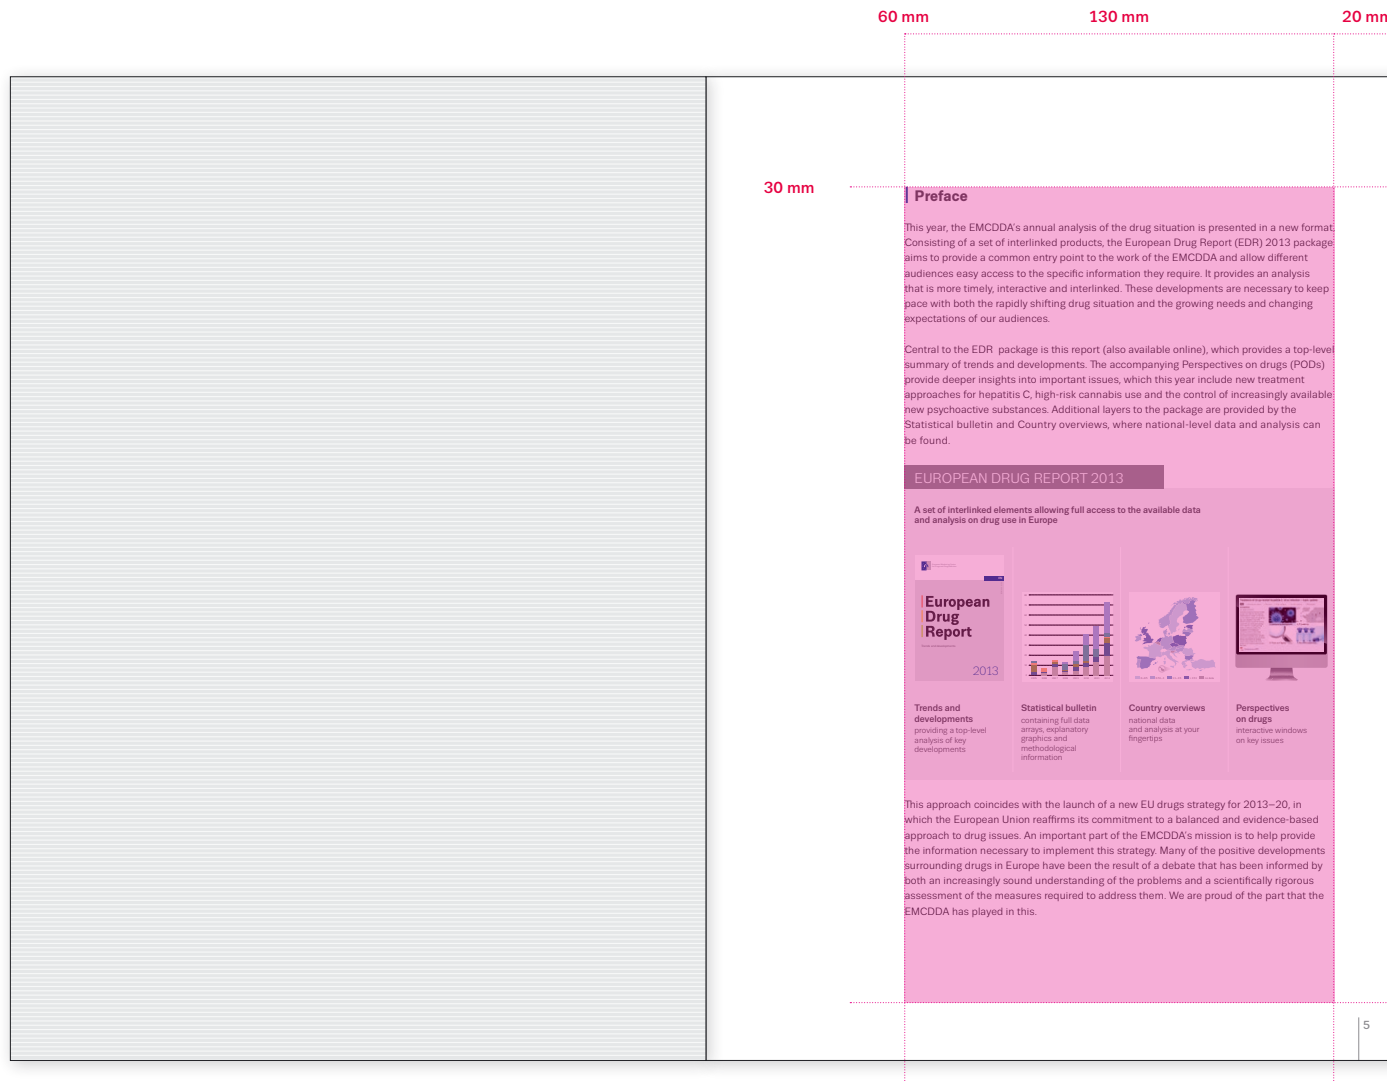 60 mm 130 mm 20 mm
30 mm
Preface
This year, the EMCDDA's annual analysis of the drug situation is presented in a new format.
Consisting of a set of interlinked products, the European Drug Report (EDR) 2013 package
aims to provide a common entry point to the work of the EMCDDA and allow different
audiences easy access to the specific information they require. It provides an analysis
that is more timely, interactive and interlinked. These developments are necessary to keep
pace with both the rapidly shifting drug situation and the growing needs and changing
expectations of our audiences.
Central to the EDR  package is this report (also available online), which provides a top-level
summary of trends and developments. The accompanying Perspectives on drugs (PODs)
provide deeper insights into important issues, which this year include new treatment
approaches for hepatitis C, high-risk cannabis use and the control of increasingly available
new psychoactive substances. Additional layers to the package are provided by the
Statistical bulletin and Country overviews, where national-level data and analysis can
be found.
EUROPEAN DRUG REPORT 2013
A set of interlinked elements allowing full access to the available data
and analysis on drug use in Europe
European
Drug
Report
2013
Trends and
developments
providing a top-level
analysis of key
developments
Statistical bulletin
containing full data
arrays, explanatory
graphics and
methodological
information
Country overviews
national data
and analysis at your
fingertips
Perspectives
on drugs
interactive windows
on key issues
This approach coincides with the launch of a new EU drugs strategy for 2013–20, in
which the European Union reaffirms its commitment to a balanced and evidence-based
approach to drug issues. An important part of the EMCDDA's mission is to help provide
the information necessary to implement this strategy. Many of the positive developments
surrounding drugs in Europe have been the result of a debate that has been informed by
both an increasingly sound understanding of the problems and a scientifically rigorous
assessment of the measures required to address them. We are proud of the part that the
EMCDDA has played in this.
5